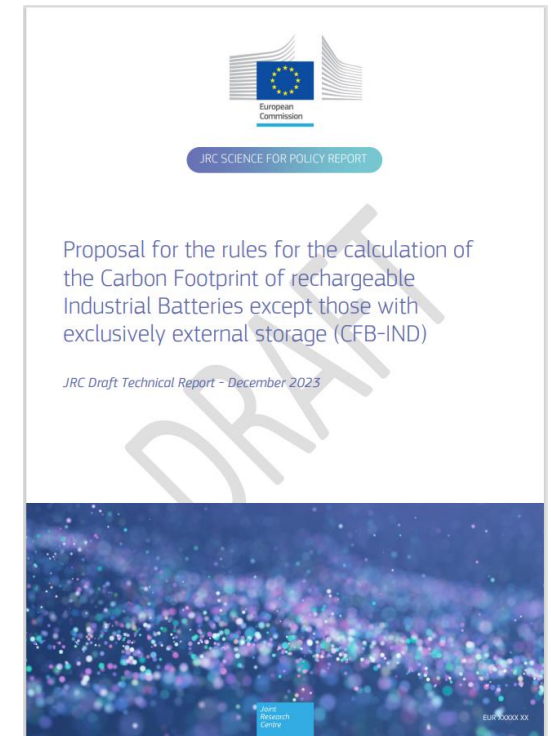 European
Commission
JRC SCIENCE FOR POLICY REPORT
Proposal for the rules for the calculation of
the Carbon Footprint of rechargeable
Industrial Batteries except those with
exclusively external storage (CFB-IND)
JRC Draft Technical Report - December 2023
DRAFT
Joint
Research
Centre
EUR XXXXX XX